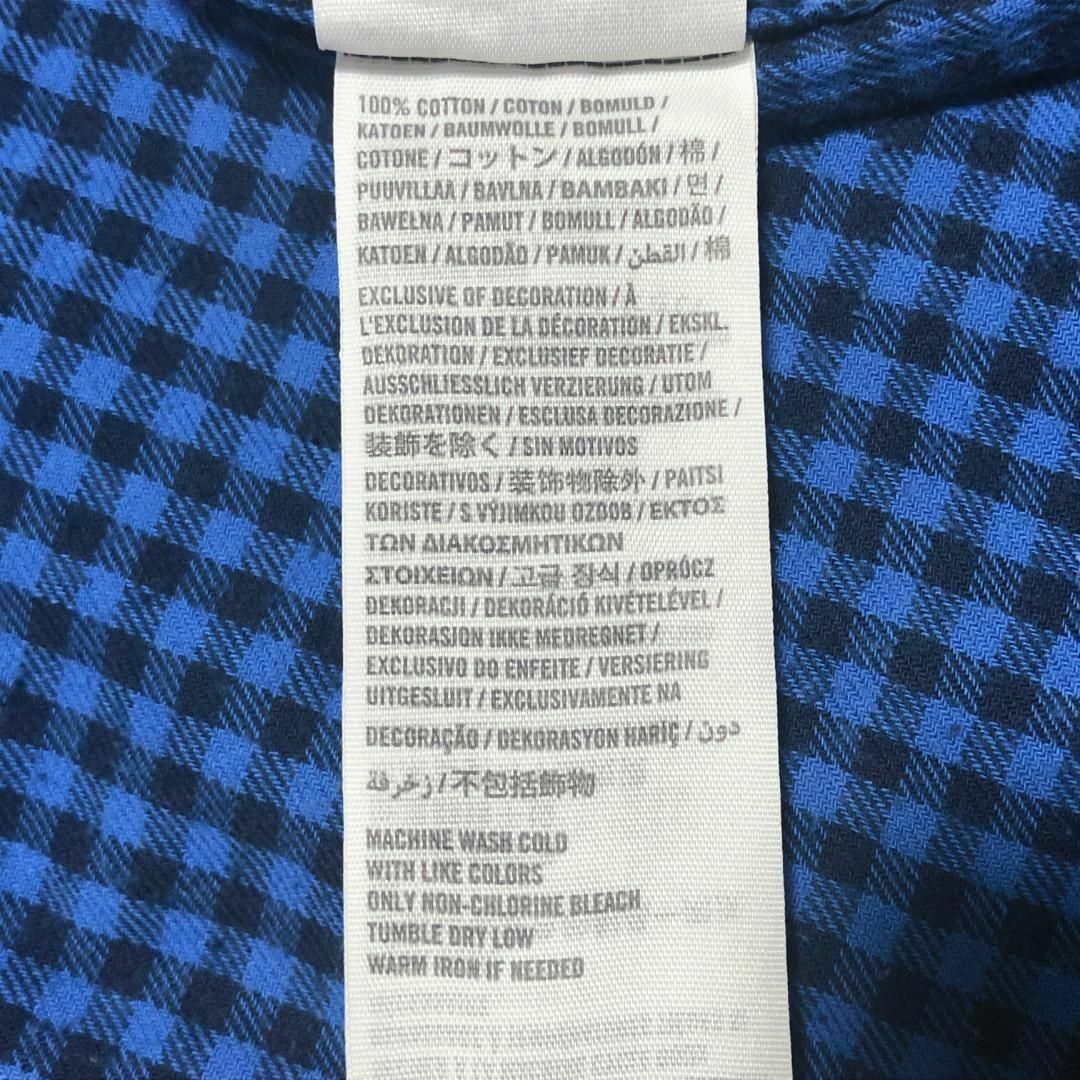 100% COTTON / COTON / BOMULD /
KATOEN / BAUMWOLLE / BOMULL /
COTONE / コットン / ALGODÓN / 棉 /
PUUVILLAA / BAVLNA / BAMBAKI / 면 /
BAWEŁNA / PAMUT / BOMULL / ALGODÃO /
KATOEN / ALGODÃO / PAMUK / القطن / 棉
EXCLUSIVE OF DECORATION / À
L'EXCLUSION DE LA DÉCORATION / EKSKL.
DEKORATION / EXCLUSIEF DECORATIE /
AUSSCHLIESSLICH VERZIERUNG / UTOM
DEKORATIONEN / ESCLUSA DECORAZIONE /
装飾を除く / SIN MOTIVOS
DECORATIVOS / 装饰物除外 / PAITSI
KORISTE / S VÝJIMKOU OZDOB / ΕΚΤΟΣ
ΤΩΝ ΔΙΑΚΟΣΜΗΤΙΚΩΝ
ΣΤΟΙΧΕΙΩΝ / 고급 장식 / OPRÓCZ
DEKORACJI / DEKORÁCIÓ KIVÉTELÉVEL /
DEKORASJON IKKE MEDREGNET /
EXCLUSIVO DO ENFEITE / VERSIERING
UITGESLUIT / EXCLUSIVAMENTE NA
DECORAÇÃO / DEKORASYON HARIÇ / دون
زخرفة / 不包括飾物
MACHINE WASH COLD
WITH LIKE COLORS
ONLY NON-CHLORINE BLEACH
TUMBLE DRY LOW
WARM IRON IF NEEDED